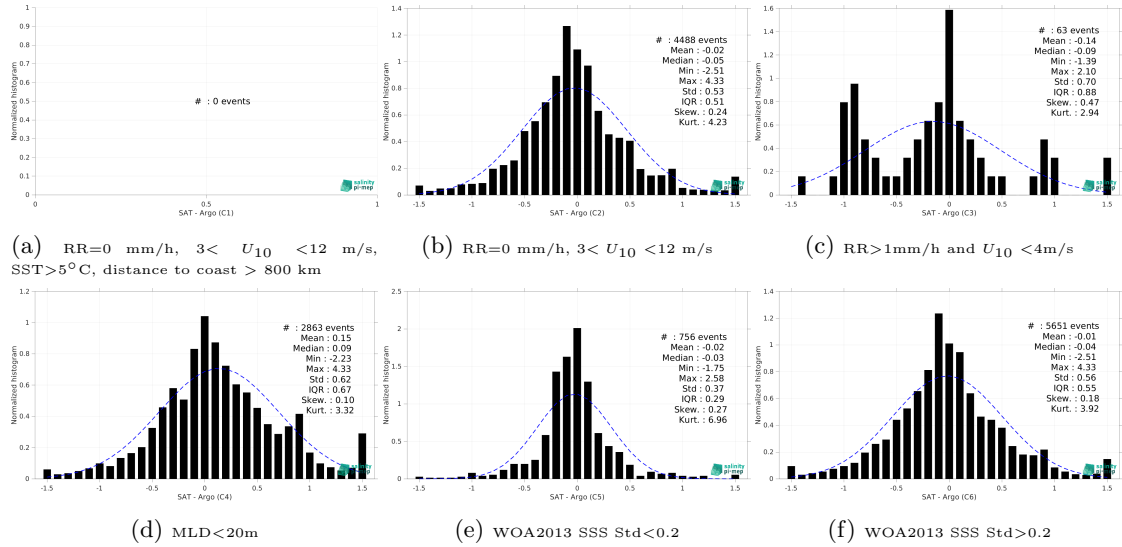 Normalized histogram
1
0.9
0.8
0.7
0.6
0.5
0.4
0.3
0.2
0.1
0
# : 0 events
0 0.5 1
SAT - Argo (C1)
salinity
pi-mep
(a) RR=0 mm/h, 3< U10 <12 m/s,
SST>5°C, distance to coast > 800 km
Normalized histogram
1.4
1.2
1
0.8
0.6
0.4
0.2
0
# : 4488 events
Mean : -0.02
Median : -0.05
Min : -2.51
Max : 4.33
Std : 0.53
IQR : 0.51
Skew. : 0.24
Kurt. : 4.23
-1.5 -1 -0.5 0 0.5 1 1.5
SAT - Argo (C2)
salinity
pi-mep
(b) RR=0 mm/h, 3< U10 <12 m/s
Normalized histogram
1.6
1.4
1.2
1
0.8
0.6
0.4
0.2
0
# : 63 events
Mean : -0.14
Median : -0.09
Min : -1.39
Max : 2.10
Std : 0.70
IQR : 0.88
Skew. : 0.47
Kurt. : 2.94
-1.5 -1 -0.5 0 0.5 1 1.5
SAT - Argo (C3)
salinity
pi-mep
(c) RR>1mm/h and U10 <4m/s
Normalized histogram
1.2
1
0.8
0.6
0.4
0.2
0
# : 2863 events
Mean : 0.15
Median : 0.09
Min : -2.23
Max : 4.33
Std : 0.62
IQR : 0.67
Skew. : 0.10
Kurt. : 3.32
-1.5 -1 -0.5 0 0.5 1 1.5
SAT - Argo (C4)
salinity
pi-mep
(d) MLD<20m
Normalized histogram
2.5
2
1.5
1
0.5
0
# : 756 events
Mean : -0.02
Median : -0.03
Min : -1.75
Max : 2.58
Std : 0.37
IQR : 0.29
Skew. : 0.27
Kurt. : 6.96
-1.5 -1 -0.5 0 0.5 1 1.5
SAT - Argo (C5)
salinity
pi-mep
(e) WOA2013 SSS Std<0.2
Normalized histogram
1.4
1.2
1
0.8
0.6
0.4
0.2
0
# : 5651 events
Mean : -0.01
Median : -0.04
Min : -2.51
Max : 4.33
Std : 0.56
IQR : 0.55
Skew. : 0.18
Kurt. : 3.92
-1.5 -1 -0.5 0 0.5 1 1.5
SAT - Argo (C6)
salinity
pi-mep
(f) WOA2013 SSS Std>0.2